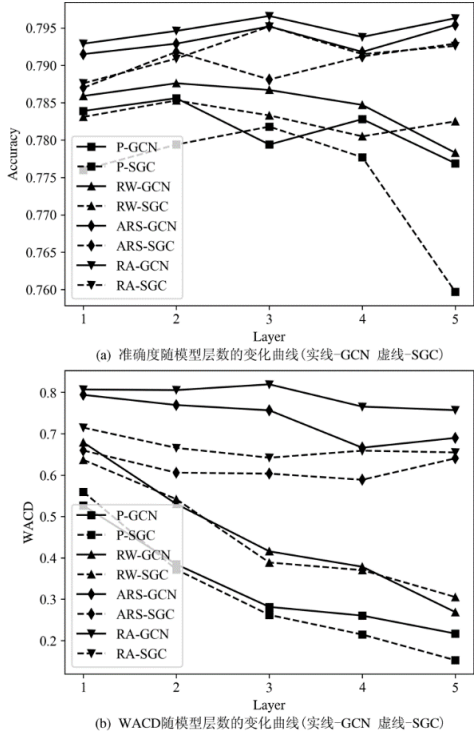 0.795
0.790
0.785
0.780
0.775
0.770
0.765
0.760
Accuracy
P-GCN
P-SGC
RW-GCN
RW-SGC
ARS-GCN
ARS-SGC
RA-GCN
RA-SGC
1 2 3 4 5
Layer
(a) 准确度随模型层数的变化曲线(实线-GCN 虚线-SGC)
0.8
0.7
0.6
0.5
0.4
0.3
0.2
WACD
P-GCN
P-SGC
RW-GCN
RW-SGC
ARS-GCN
ARS-SGC
RA-GCN
RA-SGC
1 2 3 4 5
Layer
(b) WACD随模型层数的变化曲线(实线-GCN 虚线-SGC)